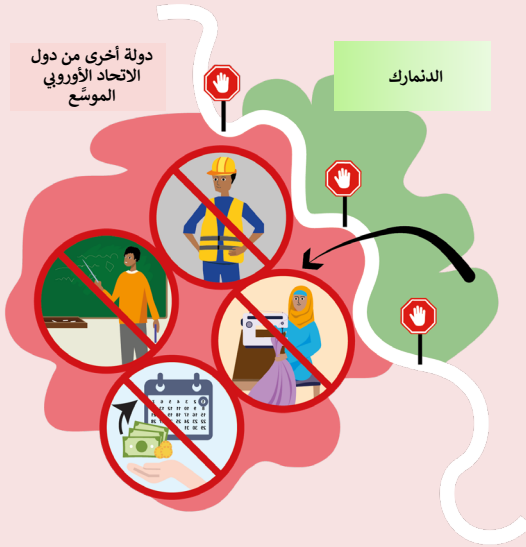 الدنمارك
دولة أخرى من دول
الاتحاد الأوروبي
الموسَّع